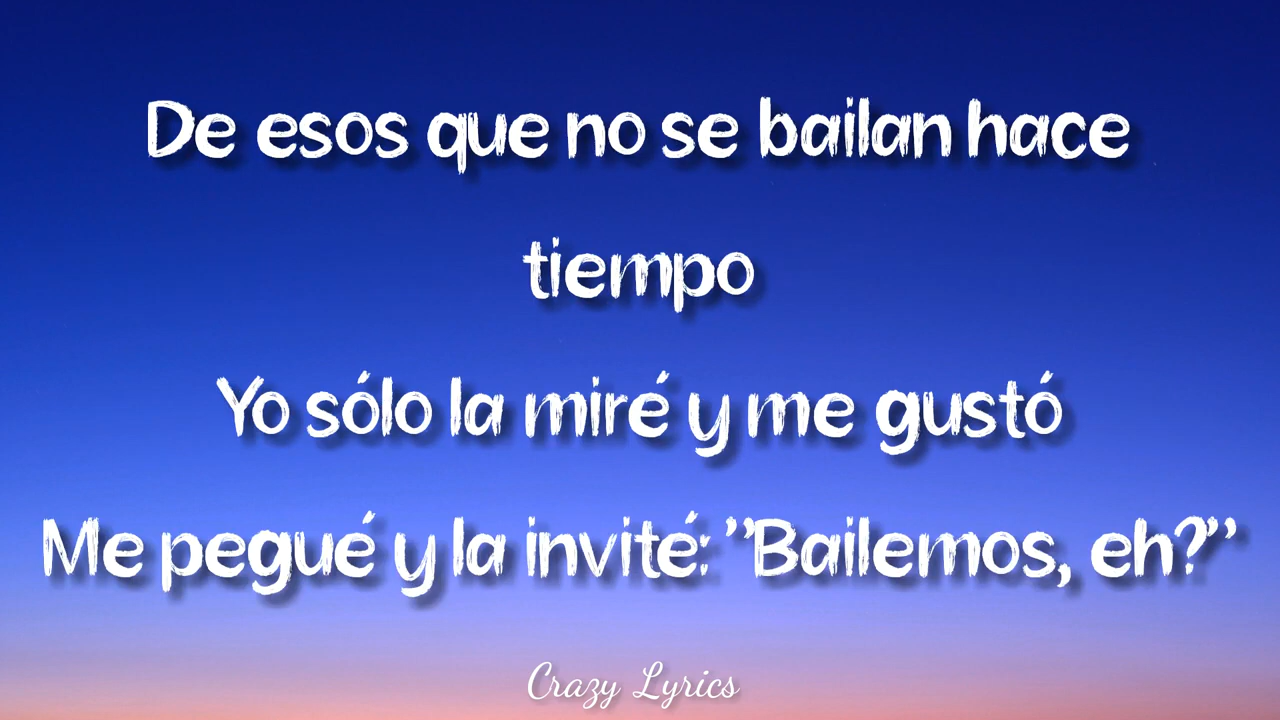 De esos que no se bailan hace
tiempo
Yo sólo la miré y me gustó
Me pegué y la invité: "Bailemos, eh?"
Crazy Lyrics